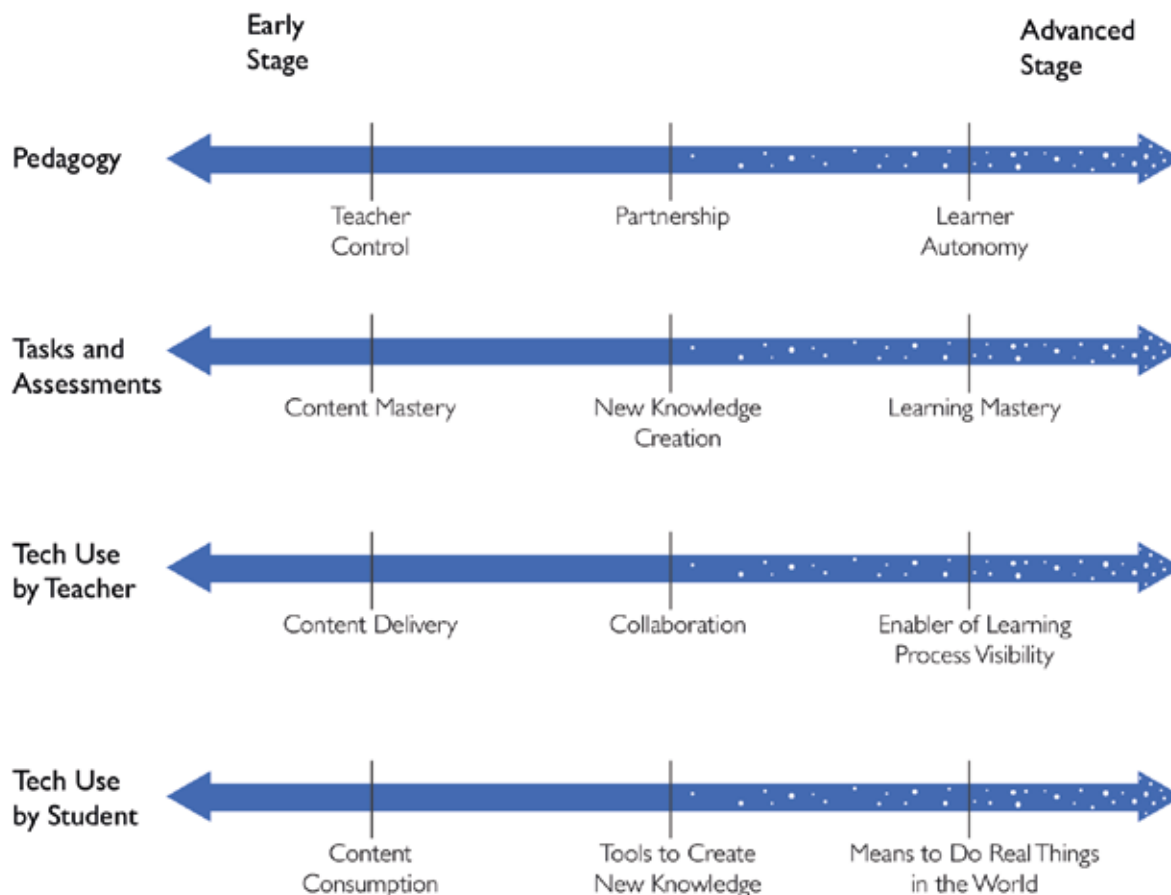 Early
Stage
Advanced
Stage
Pedagogy
Teacher
Control
Partnership
Learner
Autonomy
Tasks and
Assessments
Content Mastery
New Knowledge
Creation
Learning Mastery
Tech Use
by Teacher
Content Delivery
Collaboration
Enabler of Learning
Process Visibility
Tech Use
by Student
Content
Consumption
Tools to Create
New Knowledge
Means to Do Real Things
in the World